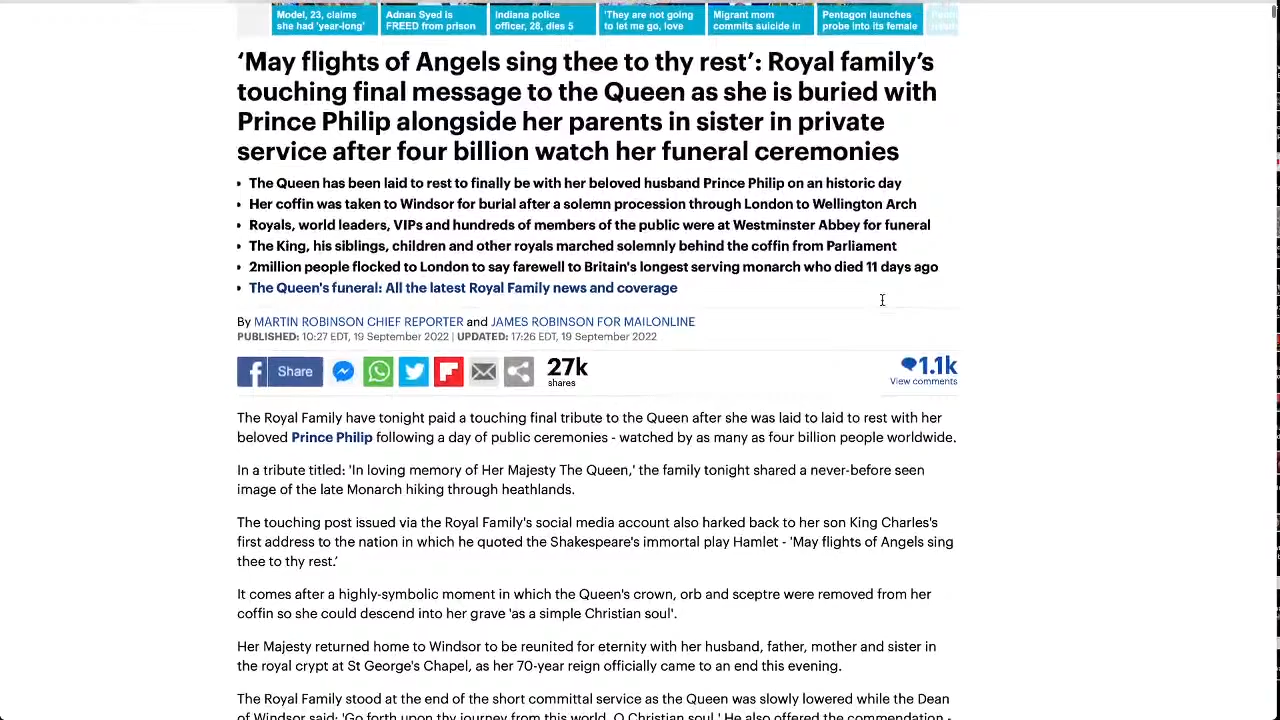 Model, 23, claims
she had 'year-long'
Adnan Syed is
FREED from prison
Indiana police
officer, 28, dies 5
'They are not going
to let me go, love
Migrant mom
commits suicide in
Pentagon launches
probe into its female
‘May flights of Angels sing thee to thy rest’: Royal family’s
touching final message to the Queen as she is buried with
Prince Philip alongside her parents in sister in private
service after four billion watch her funeral ceremonies
• The Queen has been laid to rest to finally be with her beloved husband Prince Philip on an historic day
• Her coffin was taken to Windsor for burial after a solemn procession through London to Wellington Arch
• Royals, world leaders, VIPs and hundreds of members of the public were at Westminster Abbey for funeral
• The King, his siblings, children and other royals marched solemnly behind the coffin from Parliament
• 2million people flocked to London to say farewell to Britain's longest serving monarch who died 11 days ago
• The Queen's funeral: All the latest Royal Family news and coverage
By MARTIN ROBINSON CHIEF REPORTER and JAMES ROBINSON FOR MAILONLINE
PUBLISHED: 10:27 EDT, 19 September 2022 | UPDATED: 17:26 EDT, 19 September 2022
f Share
27k
shares
1.1k
View comments
The Royal Family have tonight paid a touching final tribute to the Queen after she was laid to laid to rest with her
beloved Prince Philip following a day of public ceremonies - watched by as many as four billion people worldwide.
In a tribute titled: 'In loving memory of Her Majesty The Queen,' the family tonight shared a never-before seen
image of the late Monarch hiking through heathlands.
The touching post issued via the Royal Family's social media account also harked back to her son King Charles's
first address to the nation in which he quoted the Shakespeare's immortal play Hamlet - 'May flights of Angels sing
thee to thy rest.’
It comes after a highly-symbolic moment in which the Queen's crown, orb and sceptre were removed from her
coffin so she could descend into her grave 'as a simple Christian soul'.
Her Majesty returned home to Windsor to be reunited for eternity with her husband, father, mother and sister in
the royal crypt at St George's Chapel, as her 70-year reign officially came to an end this evening.
The Royal Family stood at the end of the short committal service as the Queen was slowly lowered while the Dean
of Windsor said: 'Go forth upon thy journey from this world, O Christian soul.' He also offered the commendation -